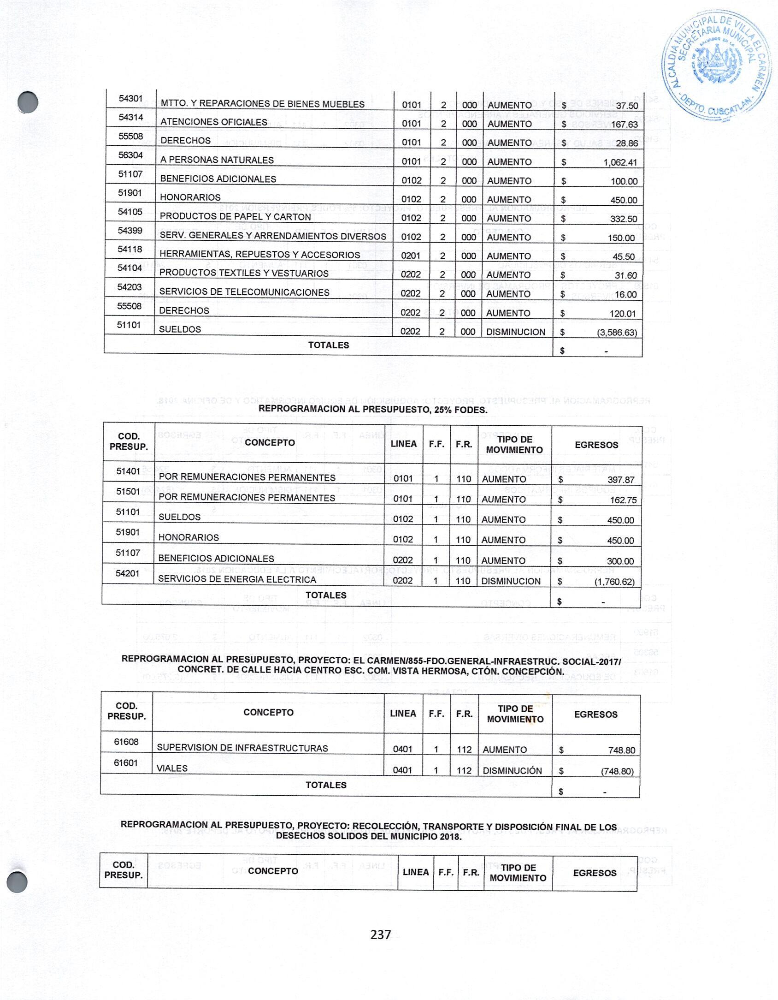 ALCALDIA MUNICIPAL DE VILLA EL CARMEN
SECRETARIA MUNICIPAL
REPUBLICA DE EL SALVADOR EN LA AMERICA CENTRAL
- DEPTO. CUSCATLAN -
54301 MTTO. Y REPARACIONES DE BIENES MUEBLES 0101 2 000 AUMENTO $ 37.50
54314 ATENCIONES OFICIALES 0101 2 000 AUMENTO $ 167.63
55508 DERECHOS 0101 2 000 AUMENTO $ 28.86
56304 A PERSONAS NATURALES 0101 2 000 AUMENTO $ 1,062.41
51107 BENEFICIOS ADICIONALES 0102 2 000 AUMENTO $ 100.00
51901 HONORARIOS 0102 2 000 AUMENTO $ 450.00
54105 PRODUCTOS DE PAPEL Y CARTON 0102 2 000 AUMENTO $ 332.50
54399 SERV. GENERALES Y ARRENDAMIENTOS DIVERSOS 0102 2 000 AUMENTO $ 150.00
54118 HERRAMIENTAS, REPUESTOS Y ACCESORIOS 0201 2 000 AUMENTO $ 45.50
54104 PRODUCTOS TEXTILES Y VESTUARIOS 0202 2 000 AUMENTO $ 31.60
54203 SERVICIOS DE TELECOMUNICACIONES 0202 2 000 AUMENTO $ 16.00
55508 DERECHOS 0202 2 000 AUMENTO $ 120.01
51101 SUELDOS 0202 2 000 DISMINUCION $ (3,586.63)
TOTALES $ -
REPROGRAMACION AL PRESUPUESTO, 25% FODES.
COD. PRESUP. CONCEPTO LINEA F.F. F.R. TIPO DE MOVIMIENTO EGRESOS
51401 POR REMUNERACIONES PERMANENTES 0101 1 110 AUMENTO $ 397.87
51501 POR REMUNERACIONES PERMANENTES 0101 1 110 AUMENTO $ 162.75
51101 SUELDOS 0102 1 110 AUMENTO $ 450.00
51901 HONORARIOS 0102 1 110 AUMENTO $ 450.00
51107 BENEFICIOS ADICIONALES 0202 1 110 AUMENTO $ 300.00
54201 SERVICIOS DE ENERGIA ELECTRICA 0202 1 110 DISMINUCION $ (1,760.62)
TOTALES $ -
REPROGRAMACION AL PRESUPUESTO, PROYECTO: EL CARMEN/855-FDO.GENERAL-INFRAESTRUC. SOCIAL-2017/
CONCRET. DE CALLE HACIA CENTRO ESC. COM. VISTA HERMOSA, CTÓN. CONCEPCIÓN.
COD. PRESUP. CONCEPTO LINEA F.F. F.R. TIPO DE MOVIMIENTO EGRESOS
61608 SUPERVISION DE INFRAESTRUCTURAS 0401 1 112 AUMENTO $ 748.80
61601 VIALES 0401 1 112 DISMINUCIÓN $ (748.80)
TOTALES $ -
REPROGRAMACION AL PRESUPUESTO, PROYECTO: RECOLECCIÓN, TRANSPORTE Y DISPOSICIÓN FINAL DE LOS
DESECHOS SOLIDOS DEL MUNICIPIO 2018.
COD. PRESUP. CONCEPTO LINEA F.F. F.R. TIPO DE MOVIMIENTO EGRESOS
237